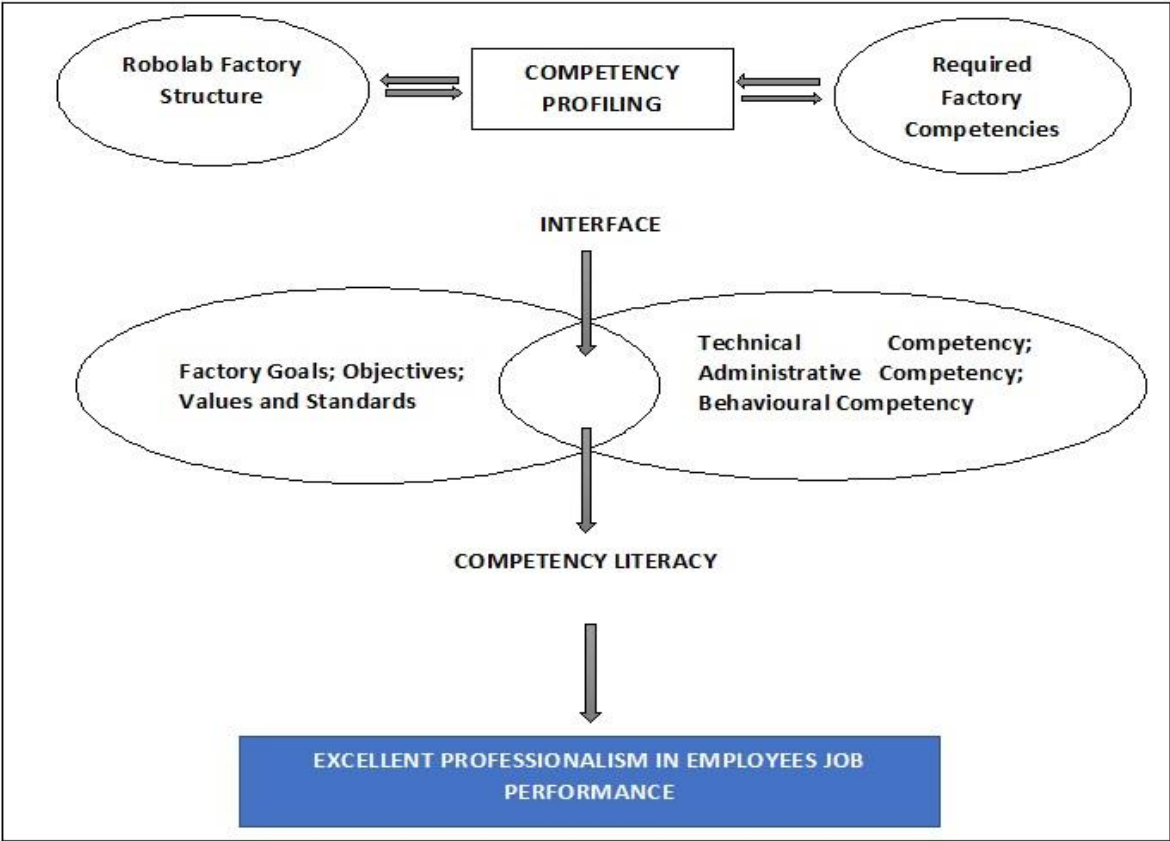 Robolab Factory
Structure
COMPETENCY
PROFILING
Required
Factory
Competencies
INTERFACE
Factory Goals; Objectives;
Values and Standards
Technical Competency;
Administrative Competency;
Behavioural Competency
COMPETENCY LITERACY
EXCELLENT PROFESSIONALISM IN EMPLOYEES JOB
PERFORMANCE